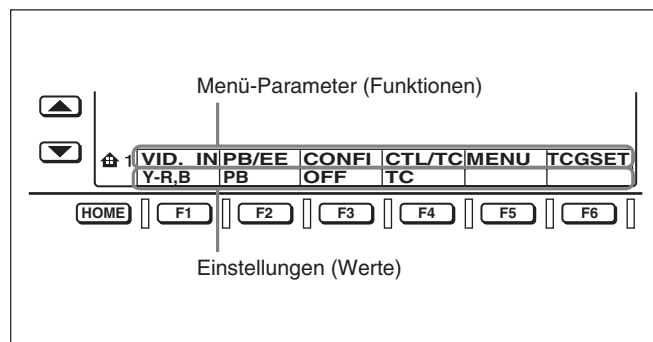 Menü-Parameter (Funktionen)
1 VID. IN PB/EE CONFI CTL/TC MENU TCGSET
Y-R,B PB OFF TC
HOME F1 F2 F3 F4 F5 F6
Einstellungen (Werte)